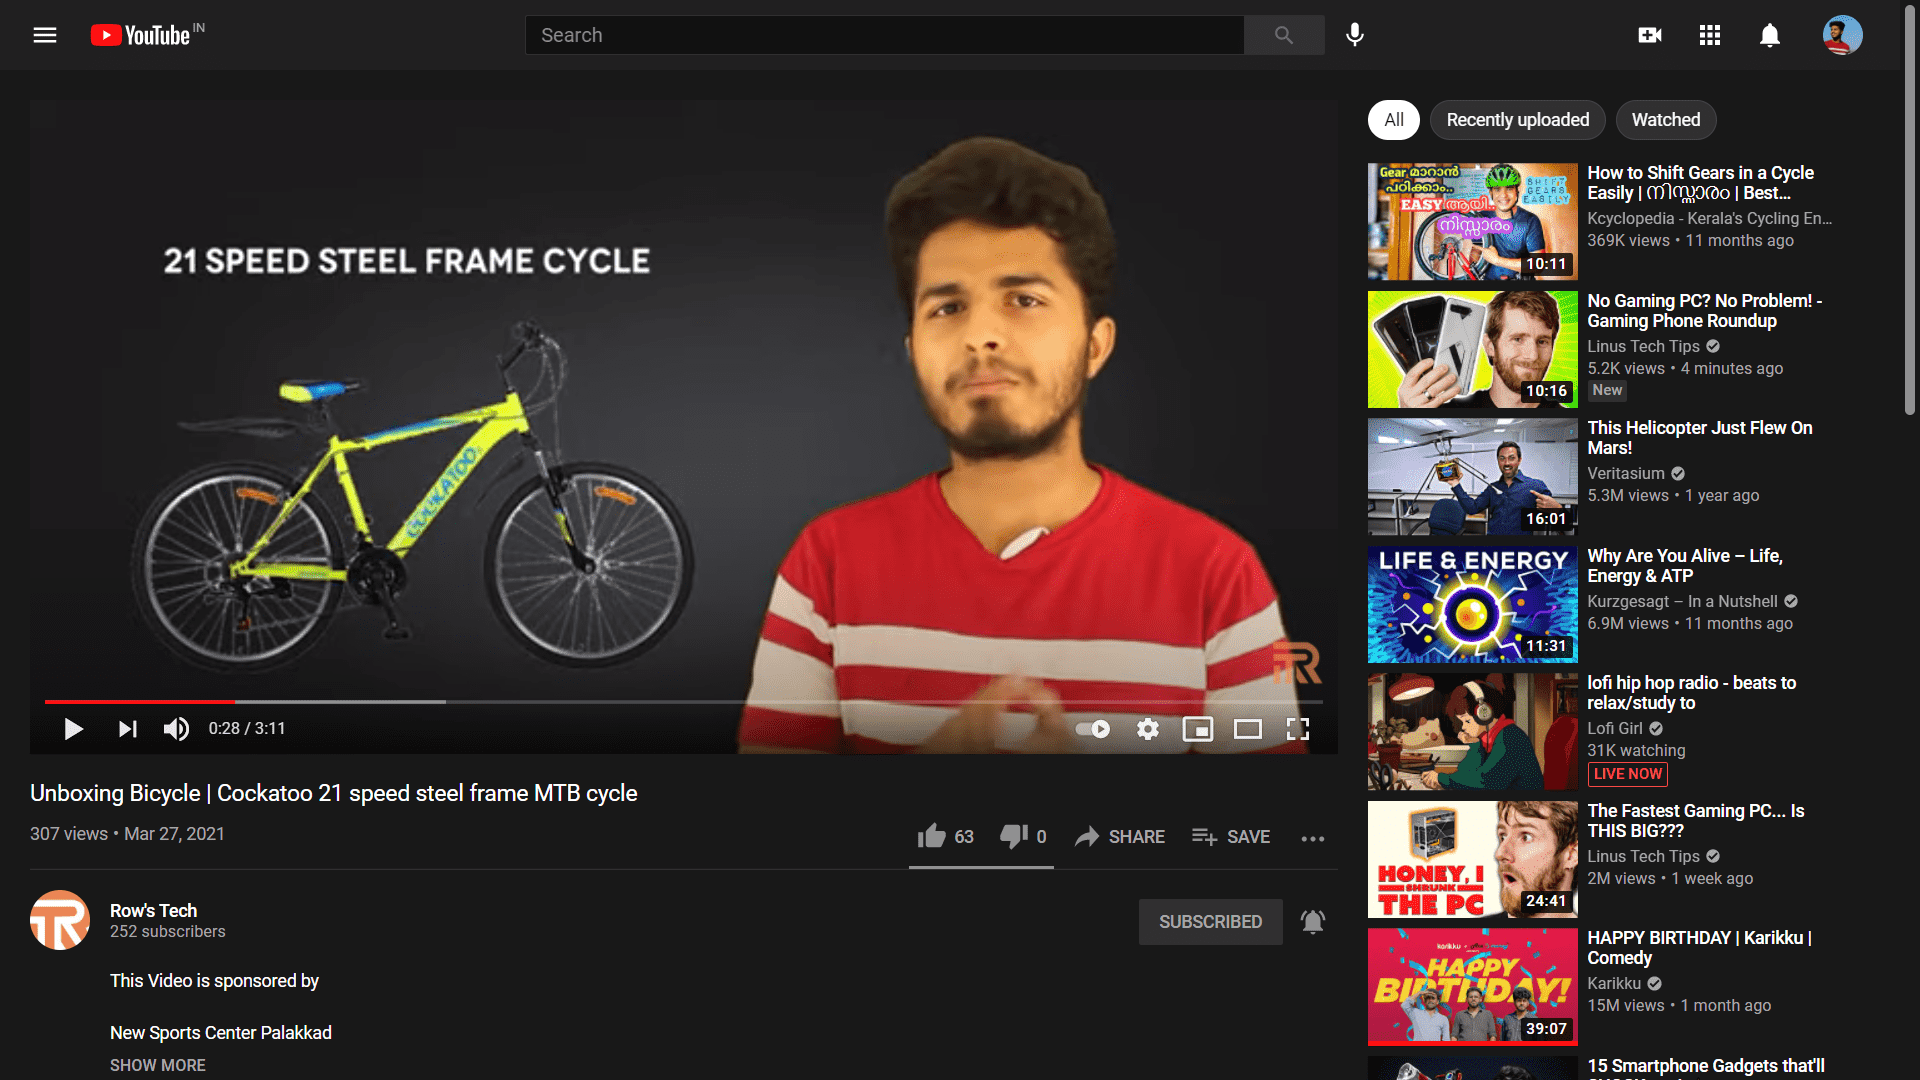 YouTube IN
Search
21 SPEED STEEL FRAME CYCLE
COCKATOO
0:28 / 3:11
Unboxing Bicycle | Cockatoo 21 speed steel frame MTB cycle
307 views • Mar 27, 2021
63
0
SHARE
SAVE
Row's Tech
252 subscribers
SUBSCRIBED
This Video is sponsored by
New Sports Center Palakkad
SHOW MORE
All
Recently uploaded
Watched
Gear മാറാൻ
പഠിക്കാം..
EASY ആയി..
നിസ്സാരം
SHIFT
GEARS
EASILY
10:11
How to Shift Gears in a Cycle
Easily | നിസ്സാരം | Best...
Kcyclopedia - Kerala's Cycling En...
369K views • 11 months ago
10:16
No Gaming PC? No Problem! -
Gaming Phone Roundup
Linus Tech Tips
5.2K views • 4 minutes ago
New
16:01
This Helicopter Just Flew On
Mars!
Veritasium
5.3M views • 1 year ago
LIFE & ENERGY
11:31
Why Are You Alive – Life,
Energy & ATP
Kurzgesagt – In a Nutshell
6.9M views • 11 months ago
lofi hip hop radio - beats to
relax/study to
Lofi Girl
31K watching
LIVE NOW
HONEY, I
SHRUNK
THE PC
24:41
The Fastest Gaming PC... Is
THIS BIG???
Linus Tech Tips
2M views • 1 week ago
karikku
HAPPY
BIRTHDAY!
39:07
HAPPY BIRTHDAY | Karikku |
Comedy
Karikku
15M views • 1 month ago
15 Smartphone Gadgets that'll